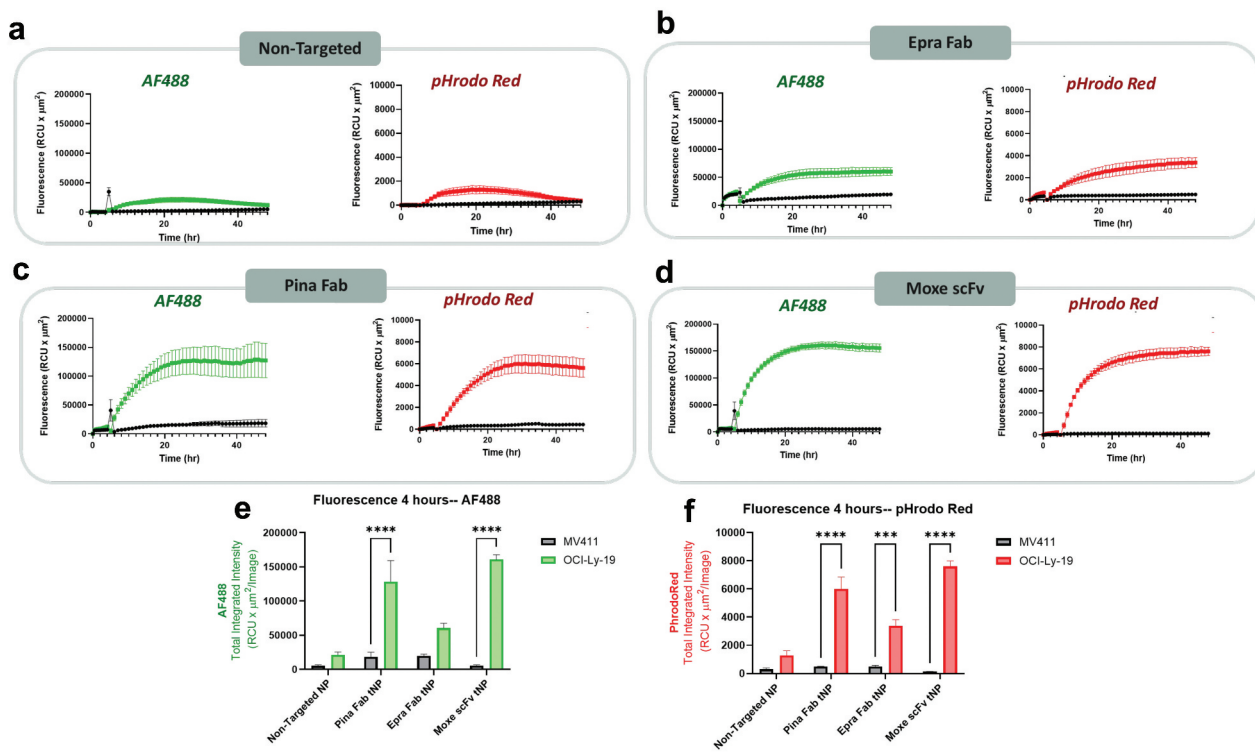 a
Non-Targeted
AF488
Fluorescence (RCU x µm²)
200000
150000
100000
50000
0
20
40
Time (hr)
pHrodo Red
Fluorescence (RCU x µm²)
10000
8000
6000
4000
2000
0
0
20
40
Time (hr)
b
Epra Fab
AF488
Fluorescence (RCU x µm²)
200000
150000
100000
50000
0
0
20
40
Time (hr)
pHrodo Red
Fluorescence (RCU x µm²)
10000
8000
6000
4000
2000
0
0
20
40
Time (hr)
c
Pina Fab
AF488
Fluorescence (RCU x µm²)
200000
150000
100000
50000
0
0
20
40
Time (hr)
pHrodo Red
Fluorescence (RCU x µm²)
10000
8000
6000
4000
2000
0
0
20
40
Time (hr)
d
Moxe scFv
AF488
Fluorescence (RCU x µm²)
200000
150000
100000
50000
0
0
20
40
Time (hr)
pHrodo Red
Fluorescence (RCU x µm²)
10000
8000
6000
4000
2000
0
0
20
40
Time (hr)
e
Fluorescence 4 hours-- AF488
AF488
Total Integrated Intensity
(RCU x µm²/Image)
200000
150000
100000
50000
0
****
****
MV411
OCI-Ly-19
Non-Targeted NP
Pina Fab tNP
Epra Fab tNP
Moxe scFv tNP
f
Fluorescence 4 hours-- pHrodo Red
PhrodoRed
Total Integrated Intensity
(RCU x µm²/Image)
10000
8000
6000
4000
2000
0
****
***
****
MV411
OCI-Ly-19
Non-Targeted NP
Pina Fab tNP
Epra Fab tNP
Moxe scFv tNP